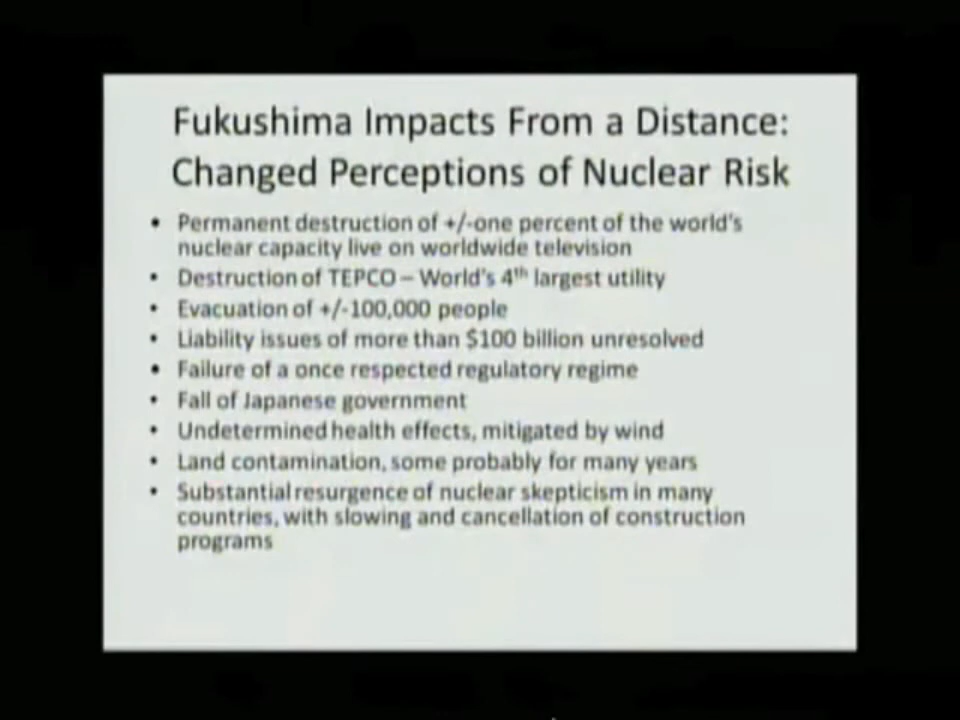 Fukushima Impacts From a Distance:
Changed Perceptions of Nuclear Risk
• Permanent destruction of +/-one percent of the world's
nuclear capacity live on worldwide television
• Destruction of TEPCO – World's 4th largest utility
• Evacuation of +/-100,000 people
• Liability issues of more than $100 billion unresolved
• Failure of a once respected regulatory regime
• Fall of Japanese government
• Undetermined health effects, mitigated by wind
• Land contamination, some probably for many years
• Substantial resurgence of nuclear skepticism in many
countries, with slowing and cancellation of construction
programs